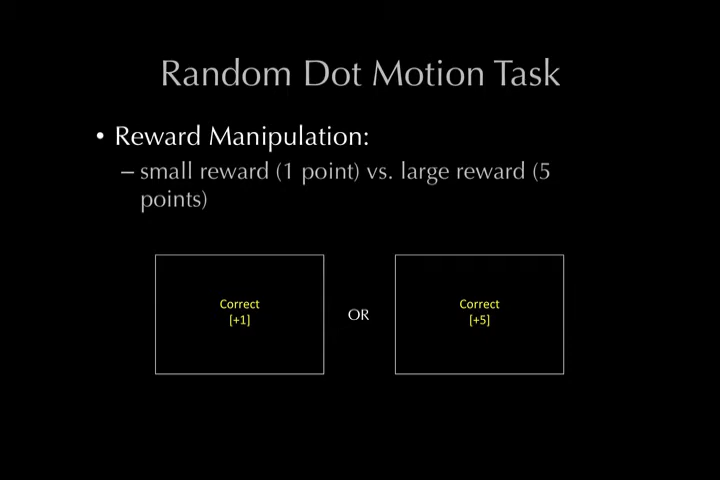 Random Dot Motion Task
• Reward Manipulation:
– small reward (1 point) vs. large reward (5
points)
Correct
[+1]
OR
Correct
[+5]